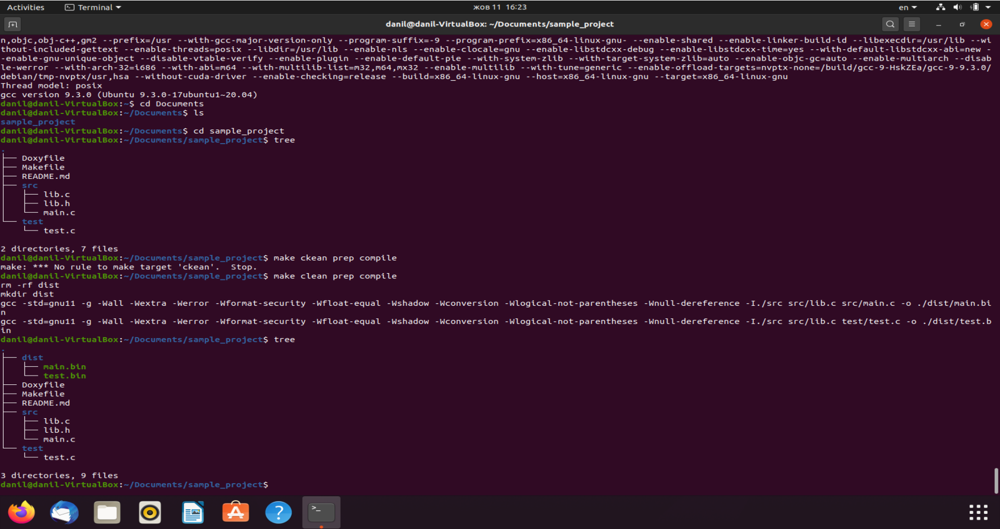 Activities Terminal жов 11 16:23 en
danil@danil-VirtualBox: ~/Documents/sample_project
n,objc,obj-c++,gm2 --prefix=/usr --with-gcc-major-version-only --program-suffix=-9 --program-prefix=x86_64-linux-gnu- --enable-shared --enable-linker-build-id --libexecdir=/usr/lib --wi
thout-included-gettext --enable-threads=posix --libdir=/usr/lib --enable-nls --enable-clocale=gnu --enable-libstdcxx-debug --enable-libstdcxx-time=yes --with-default-libstdcxx-abi=new -
-enable-gnu-unique-object --disable-vtable-verify --enable-plugin --enable-default-pie --with-system-zlib --with-target-system-zlib=auto --enable-objc-gc=auto --enable-multiarch --disab
le-werror --with-arch-32=i686 --with-abi=m64 --with-multilib-list=m32,m64,mx32 --enable-multilib --with-tune=generic --enable-offload-targets=nvptx-none=/build/gcc-9-HskZEa/gcc-9-9.3.0/
debian/tmp-nvptx/usr,hsa --without-cuda-driver --enable-checking=release --build=x86_64-linux-gnu --host=x86_64-linux-gnu --target=x86_64-linux-gnu
Thread model: posix
gcc version 9.3.0 (Ubuntu 9.3.0-17ubuntu1~20.04)
danil@danil-VirtualBox:~$ cd Documents
danil@danil-VirtualBox:~/Documents$ ls
sample_project
danil@danil-VirtualBox:~/Documents$ cd sample_project
danil@danil-VirtualBox:~/Documents/sample_project$ tree
.
├── Doxyfile
├── Makefile
├── README.md
├── src
│   ├── lib.c
│   ├── lib.h
│   └── main.c
└── test
    └── test.c

2 directories, 7 files
danil@danil-VirtualBox:~/Documents/sample_project$ make ckean prep compile
make: *** No rule to make target 'ckean'.  Stop.
danil@danil-VirtualBox:~/Documents/sample_project$ make clean prep compile
rm -rf dist
mkdir dist
gcc -std=gnu11 -g -Wall -Wextra -Werror -Wformat-security -Wfloat-equal -Wshadow -Wconversion -Wlogical-not-parentheses -Wnull-dereference -I./src src/lib.c src/main.c -o ./dist/main.bi
n
gcc -std=gnu11 -g -Wall -Wextra -Werror -Wformat-security -Wfloat-equal -Wshadow -Wconversion -Wlogical-not-parentheses -Wnull-dereference -I./src src/lib.c test/test.c -o ./dist/test.b
in
danil@danil-VirtualBox:~/Documents/sample_project$ tree
.
├── dist
│   ├── main.bin
│   └── test.bin
├── Doxyfile
├── Makefile
├── README.md
├── src
│   ├── lib.c
│   ├── lib.h
│   └── main.c
└── test
    └── test.c

3 directories, 9 files
danil@danil-VirtualBox:~/Documents/sample_project$